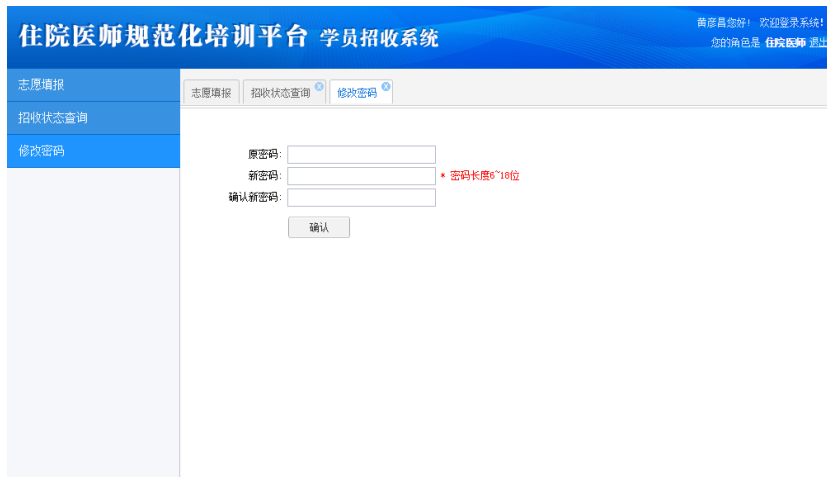 住院医师规范化培训平台 学员招收系统
黄彦昌您好! 欢迎登录系统!
您的角色是 住院医师 退出
志愿填报
招收状态查询
修改密码
志愿填报 招收状态查询 修改密码
原密码:
新密码: * 密码长度6~18位
确认新密码:
确认